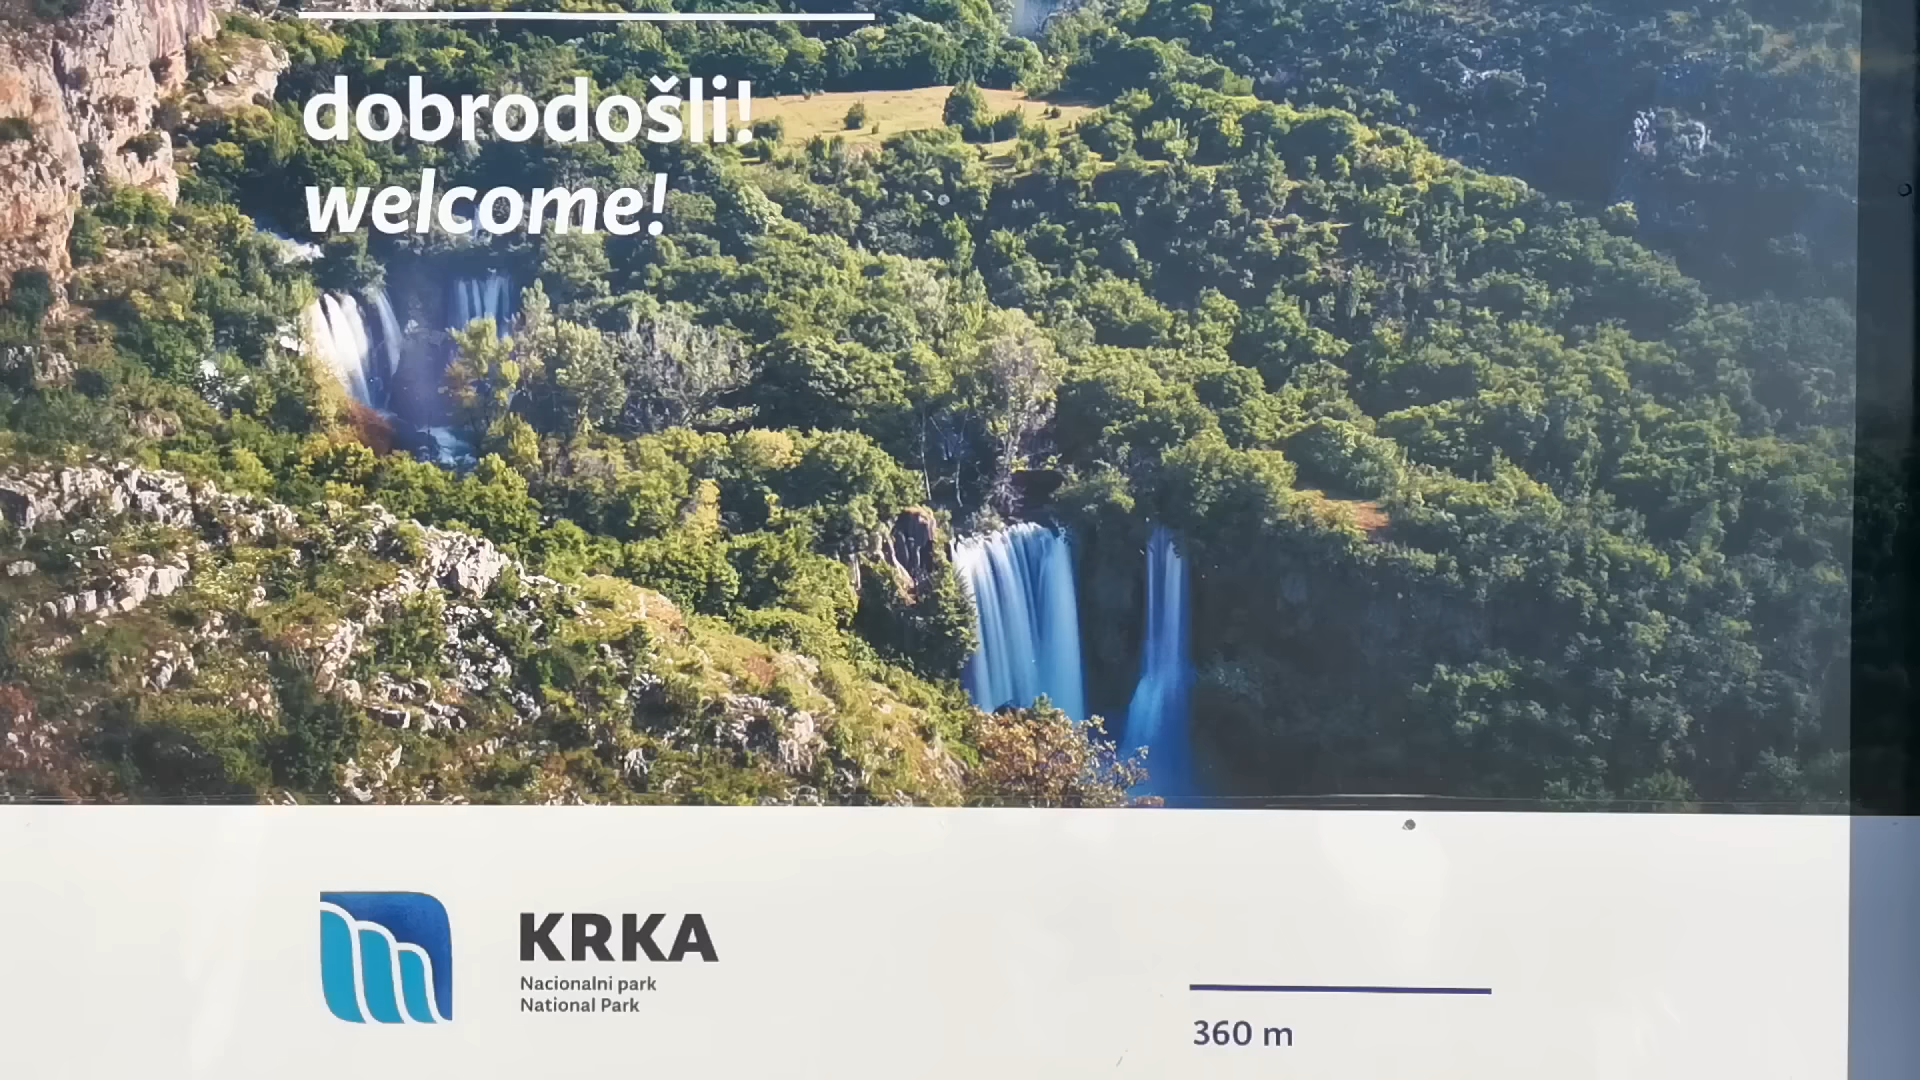 dobrodošli!
welcome!
KRKA
Nacionalni park
National Park
360 m